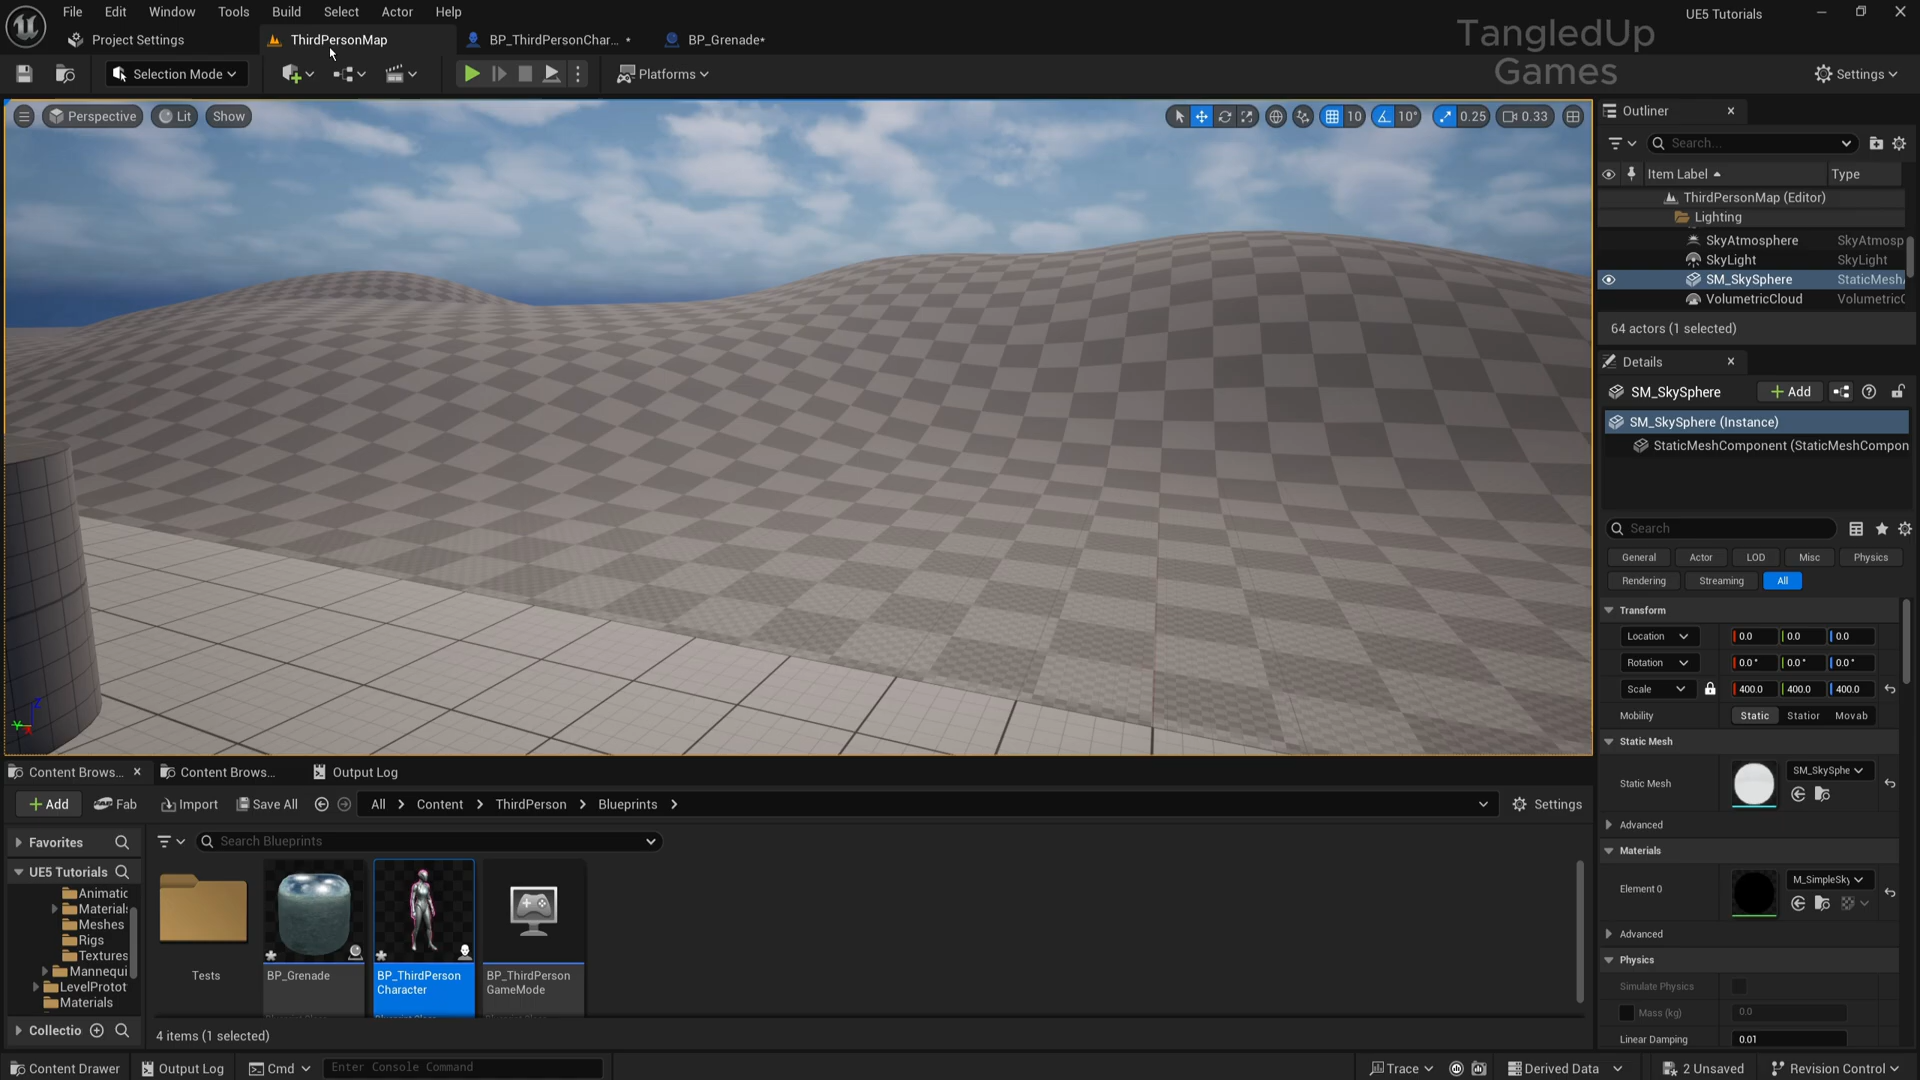 File Edit Window Tools Build Select Actor Help
UE5 Tutorials
Project Settings
ThirdPersonMap
BP_ThirdPersonChar... •
BP_Grenade•
TangledUp
Games
Selection Mode
Platforms
Settings
Perspective
Lit
Show
10
10°
0.25
0.33
Outliner
Search...
Item Label
Type
ThirdPersonMap (Editor)
Lighting
SkyAtmosphere SkyAtmosp
SkyLight SkyLight
SM_SkySphere StaticMesh
VolumetricCloud VolumetricC
64 actors (1 selected)
Details
SM_SkySphere
+ Add
SM_SkySphere (Instance)
StaticMeshComponent (StaticMeshCompon
Search
General Actor LOD Misc Physics
Rendering Streaming All
Transform
Location 0.0 0.0 0.0
Rotation 0.0° 0.0° 0.0°
Scale 400.0 400.0 400.0
Mobility Static Statior Movab
Static Mesh
Static Mesh SM_SkySphe
Advanced
Materials
Element 0 M_SimpleSky
Advanced
Physics
Simulate Physics
Mass (kg) 0.0
Linear Damping 0.01
Content Brows...
Content Brows...
Output Log
+ Add
Fab
Import
Save All
All > Content > ThirdPerson > Blueprints >
Settings
Favorites
Search Blueprints
UE5 Tutorials
Animatic
Materials
Meshes
Rigs
Textures
Mannequi
LevelProtot
Materials
Collectio
Tests
BP_Grenade
BP_ThirdPerson
Character
BP_ThirdPerson
GameMode
4 items (1 selected)
Content Drawer
Output Log
Cmd
Enter Console Command
Trace
Derived Data
2 Unsaved
Revision Control